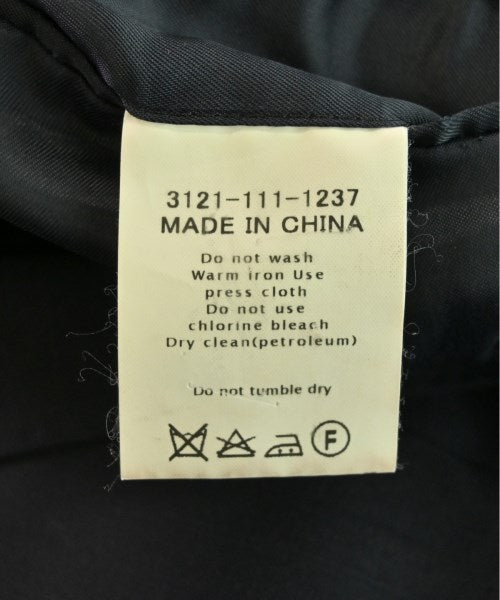 3121-111-1237
MADE IN CHINA
Do not wash
Warm iron Use
press cloth
Do not use
chlorine bleach
Dry clean(petroleum)
Do not tumble dry
F